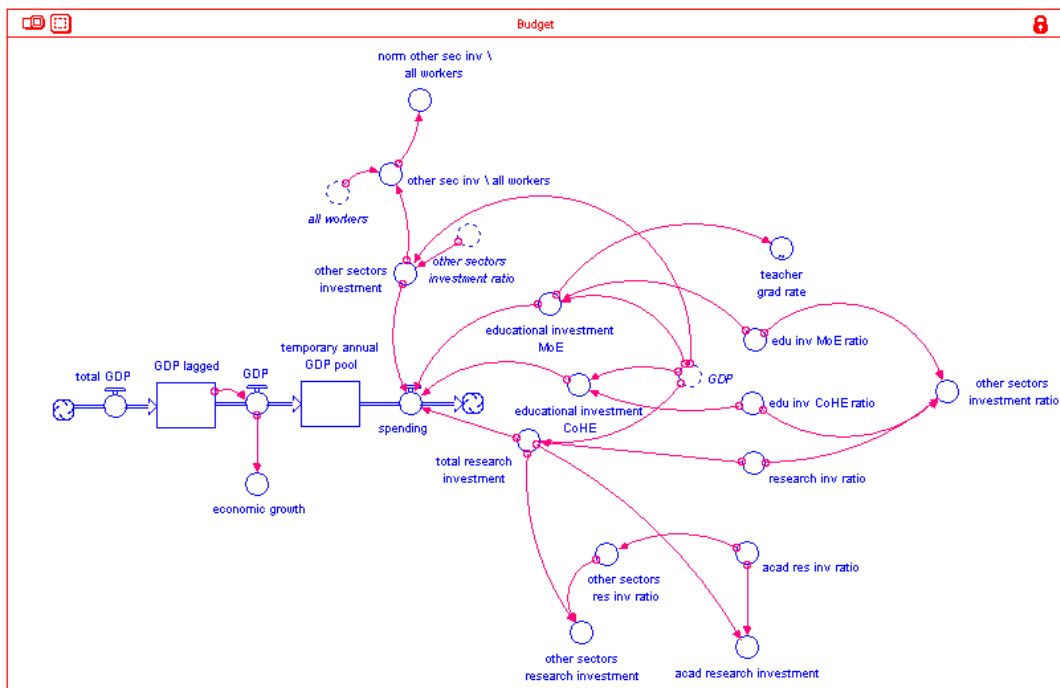 Budget
norm other sec inv \
all workers
other sec inv \ all workers
all workers
other sectors
investment ratio
other sectors
investment
teacher
grad rate
educational investment
MoE
edu inv MoE ratio
temporary annual
GDP pool
GDP lagged
GDP
total GDP
GDP
other sectors
investment ratio
edu inv CoHE ratio
educational investment
CoHE
spending
total research
investment
research inv ratio
economic growth
other sectors
res inv ratio
acad res inv ratio
other sectors
research investment
acad research investment